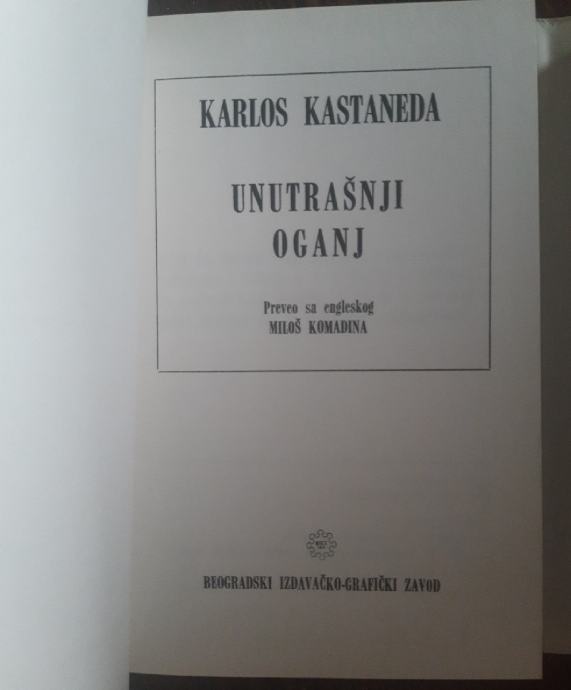 KARLOS KASTANEDA
UNUTRAŠNJI
OGANJ
Preveo sa engleskog
MILOŠ KOMADINA
BEOGRADSKI IZDAVAČKO-GRAFIČKI ZAVOD